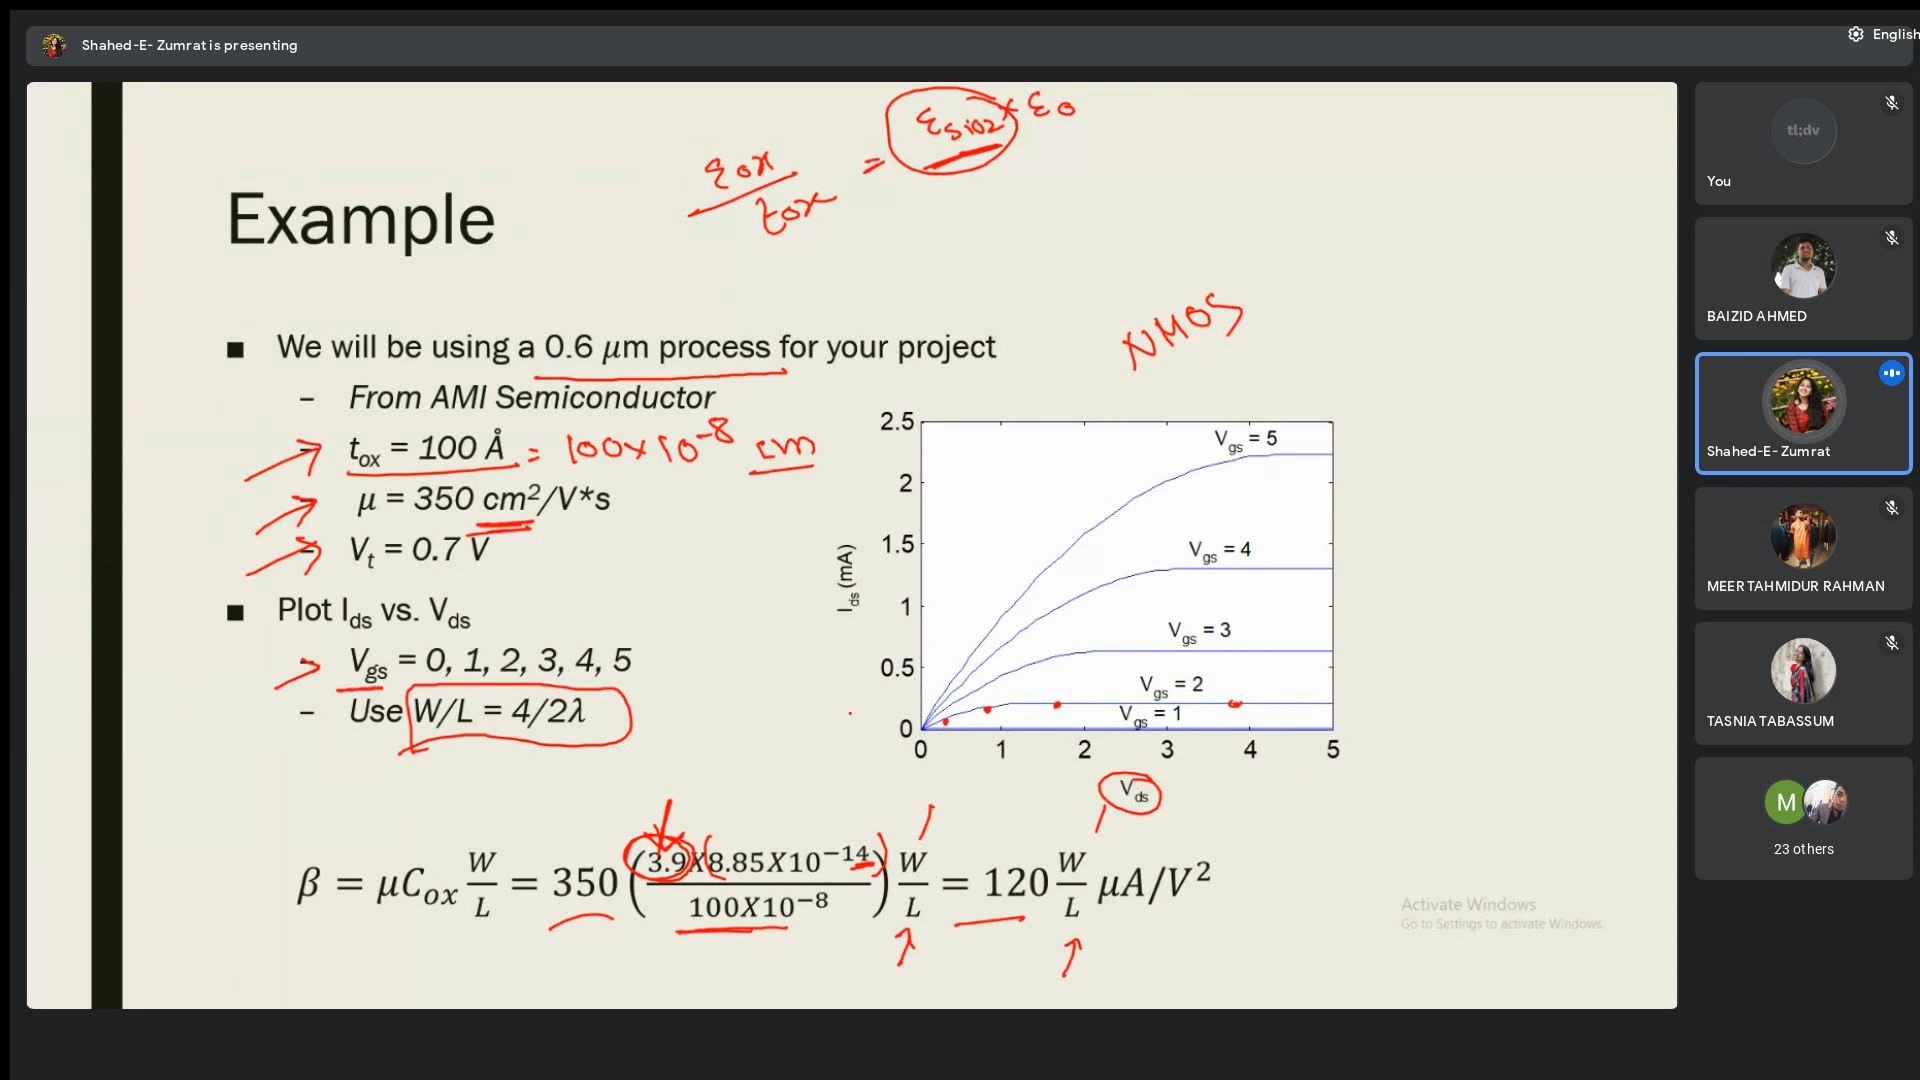 Shahed-E- Zumrat is presenting
English
εsio2 × εo
εox / tox =
Example
NMOS
■ We will be using a 0.6 μm process for your project
– From AMI Semiconductor
– tox = 100 Å = 100×10^-8 cm
– μ = 350 cm²/V*s
– Vt = 0.7 V
■ Plot Ids vs. Vds
– Vgs = 0, 1, 2, 3, 4, 5
– Use W/L = 4/2λ
2.5
2
1.5
1
0.5
0
Ids (mA)
Vgs = 5
Vgs = 4
Vgs = 3
Vgs = 2
Vgs = 1
0 1 2 3 4 5
Vds
β = μCox W/L = 350 (3.9X8.85X10^−14 / 100X10^−8) W/L = 120 W/L μA/V²
Activate Windows
Go to Settings to activate Windows.
tl;dv
You
BAIZID AHMED
Shahed-E- Zumrat
MEER TAHMIDUR RAHMAN
TASNIA TABASSUM
M
23 others